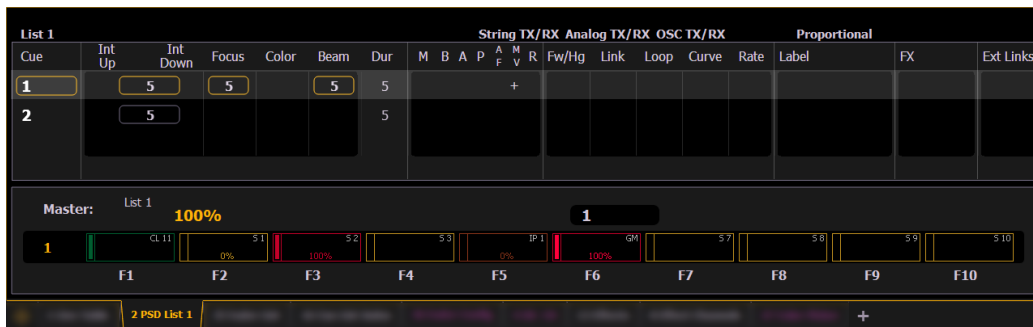 List 1 String TX/RX Analog TX/RX OSC TX/RX Proportional
Cue Int Up Int Down Focus Color Beam Dur M B A P AF MV R Fw/Hg Link Loop Curve Rate Label FX Ext Links
1 5 5 5 5 +
2 5 5
Master: List 1 100% 1
1 CL 11 S 1 0% S 2 100% S 3 IP 1 0% GM 100% S 7 S 8 S 9 S 10
F1 F2 F3 F4 F5 F6 F7 F8 F9 F10
2 PSD List 1 +